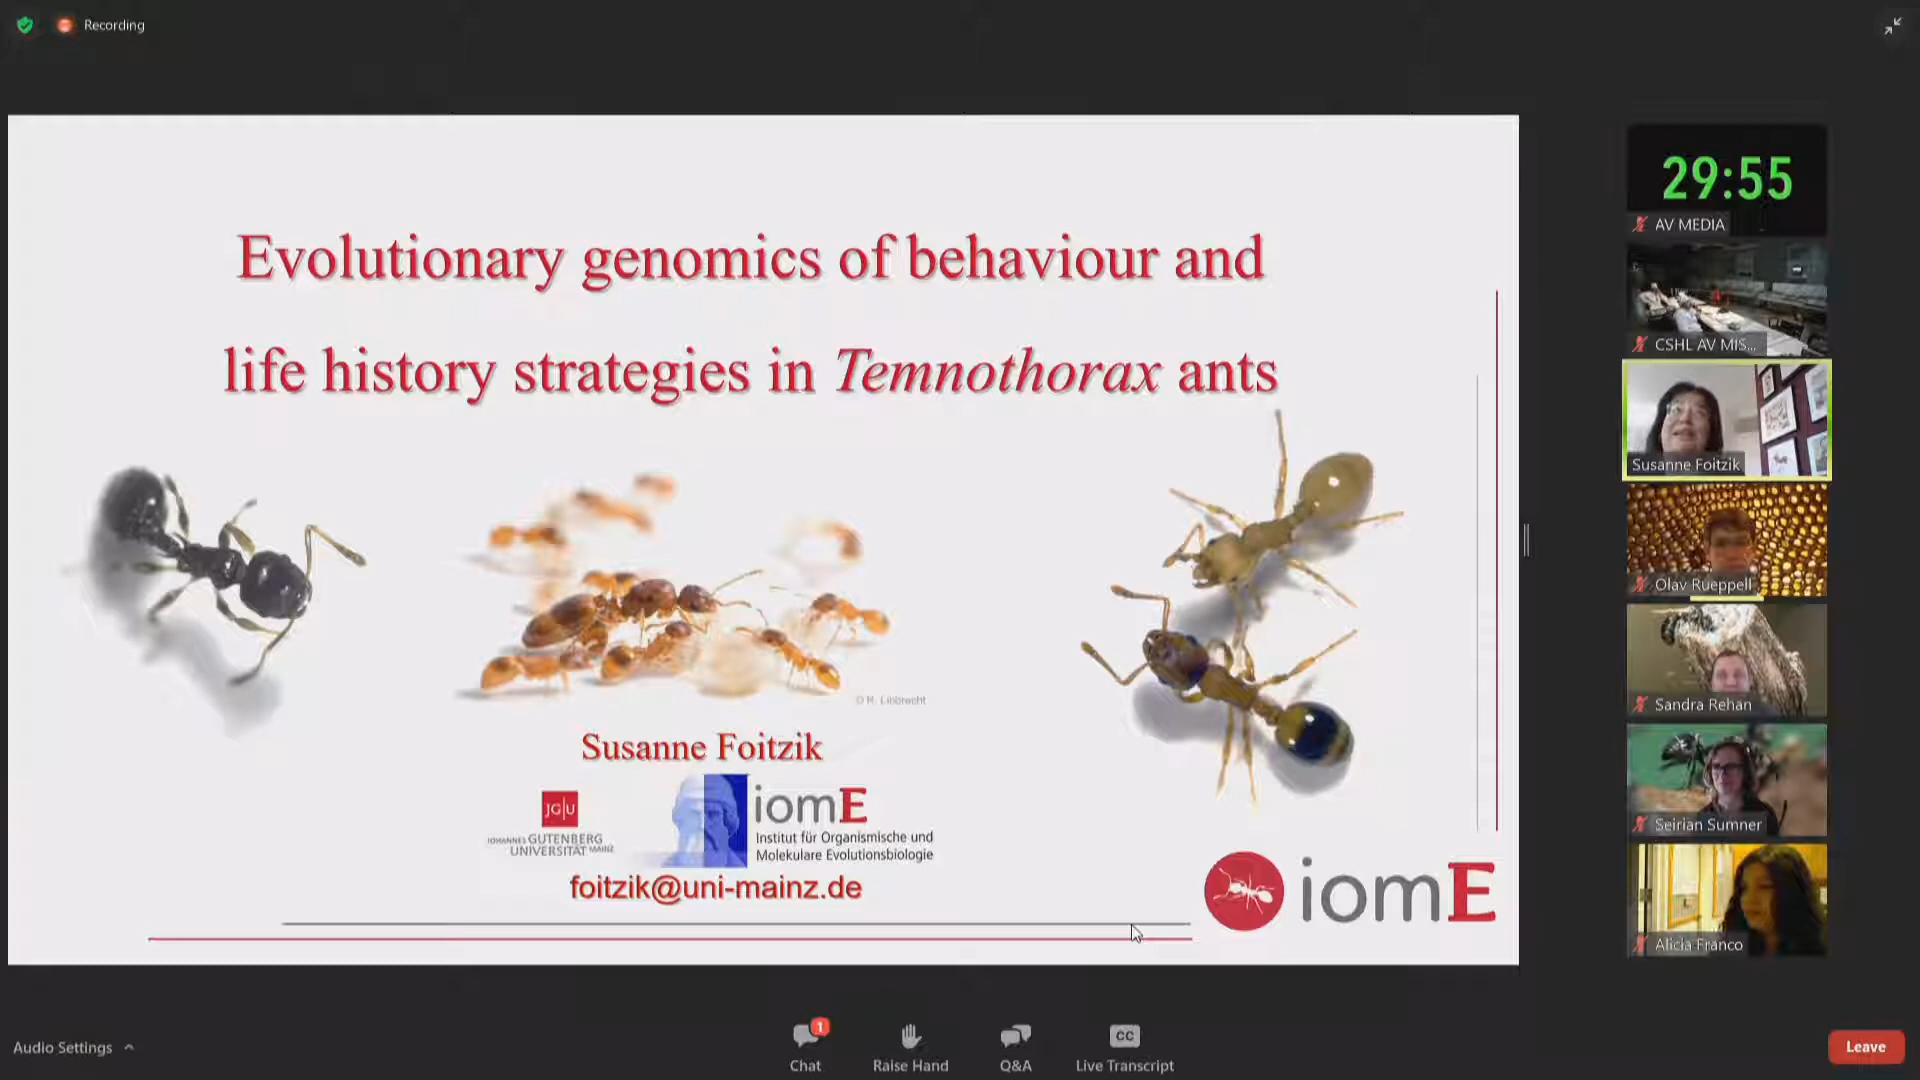 Recording
Evolutionary genomics of behaviour and
life history strategies in Temnothorax ants
© R. Libbrecht
Susanne Foitzik
JG|U
JOHANNES GUTENBERG
UNIVERSITÄT MAINZ
iomE
Institut für Organismische und
Molekulare Evolutionsbiologie
foitzik@uni-mainz.de
iomE
29:55
AV MEDIA
CSHL AV MIS...
Susanne Foitzik
Olav Rueppell
Sandra Rehan
Seirian Sumner
Alicia Franco
Audio Settings
1
Chat
Raise Hand
Q&A
CC
Live Transcript
Leave